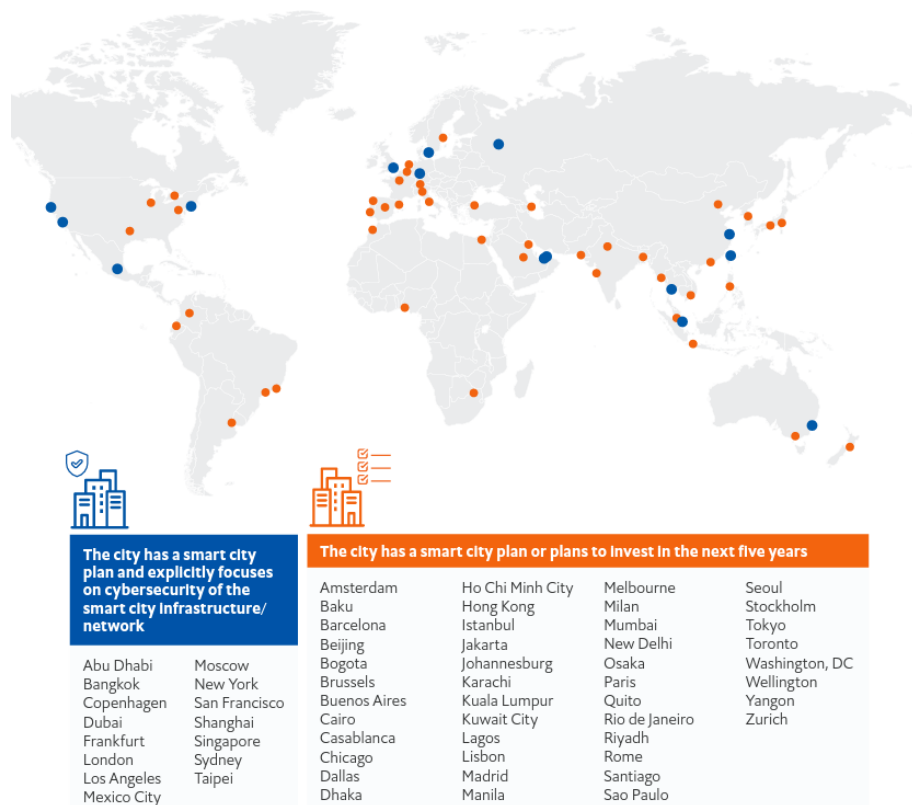 The city has a smart city
plan and explicitly focuses
on cybersecurity of the
smart city infrastructure/
network
Abu Dhabi
Bangkok
Copenhagen
Dubai
Frankfurt
London
Los Angeles
Mexico City
Moscow
New York
San Francisco
Shanghai
Singapore
Sydney
Taipei
The city has a smart city plan or plans to invest in the next five years
Amsterdam
Baku
Barcelona
Beijing
Bogota
Brussels
Buenos Aires
Cairo
Casablanca
Chicago
Dallas
Dhaka
Ho Chi Minh City
Hong Kong
Istanbul
Jakarta
Johannesburg
Karachi
Kuala Lumpur
Kuwait City
Lagos
Lisbon
Madrid
Manila
Melbourne
Milan
Mumbai
New Delhi
Osaka
Paris
Quito
Rio de Janeiro
Riyadh
Rome
Santiago
Sao Paulo
Seoul
Stockholm
Tokyo
Toronto
Washington, DC
Wellington
Yangon
Zurich